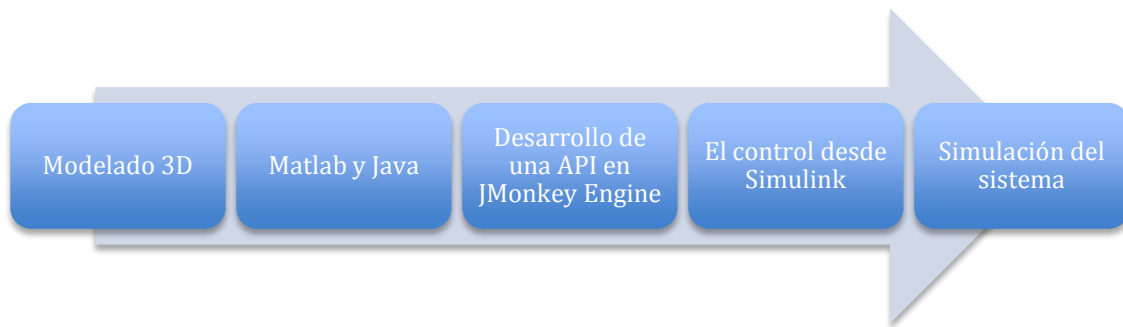 Modelado 3D
Matlab y Java
Desarrollo de
una API en
JMonkey Engine
El control desde
Simulink
Simulación del
sistema